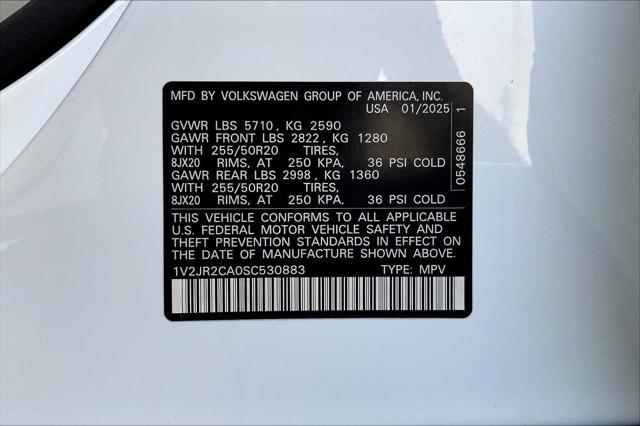 MFD BY VOLKSWAGEN GROUP OF AMERICA, INC.
USA 01/2025
GVWR LBS 5710, KG 2590
GAWR FRONT LBS 2822, KG 1280
WITH 255/50R20 TIRES,
8JX20 RIMS, AT 250 KPA, 36 PSI COLD
GAWR REAR LBS 2998, KG 1360
WITH 255/50R20 TIRES,
8JX20 RIMS, AT 250 KPA, 36 PSI COLD
0548666 1
THIS VEHICLE CONFORMS TO ALL APPLICABLE
U.S. FEDERAL MOTOR VEHICLE SAFETY AND
THEFT PREVENTION STANDARDS IN EFFECT ON
THE DATE OF MANUFACTURE SHOWN ABOVE.
1V2JR2CA0SC530883 TYPE: MPV